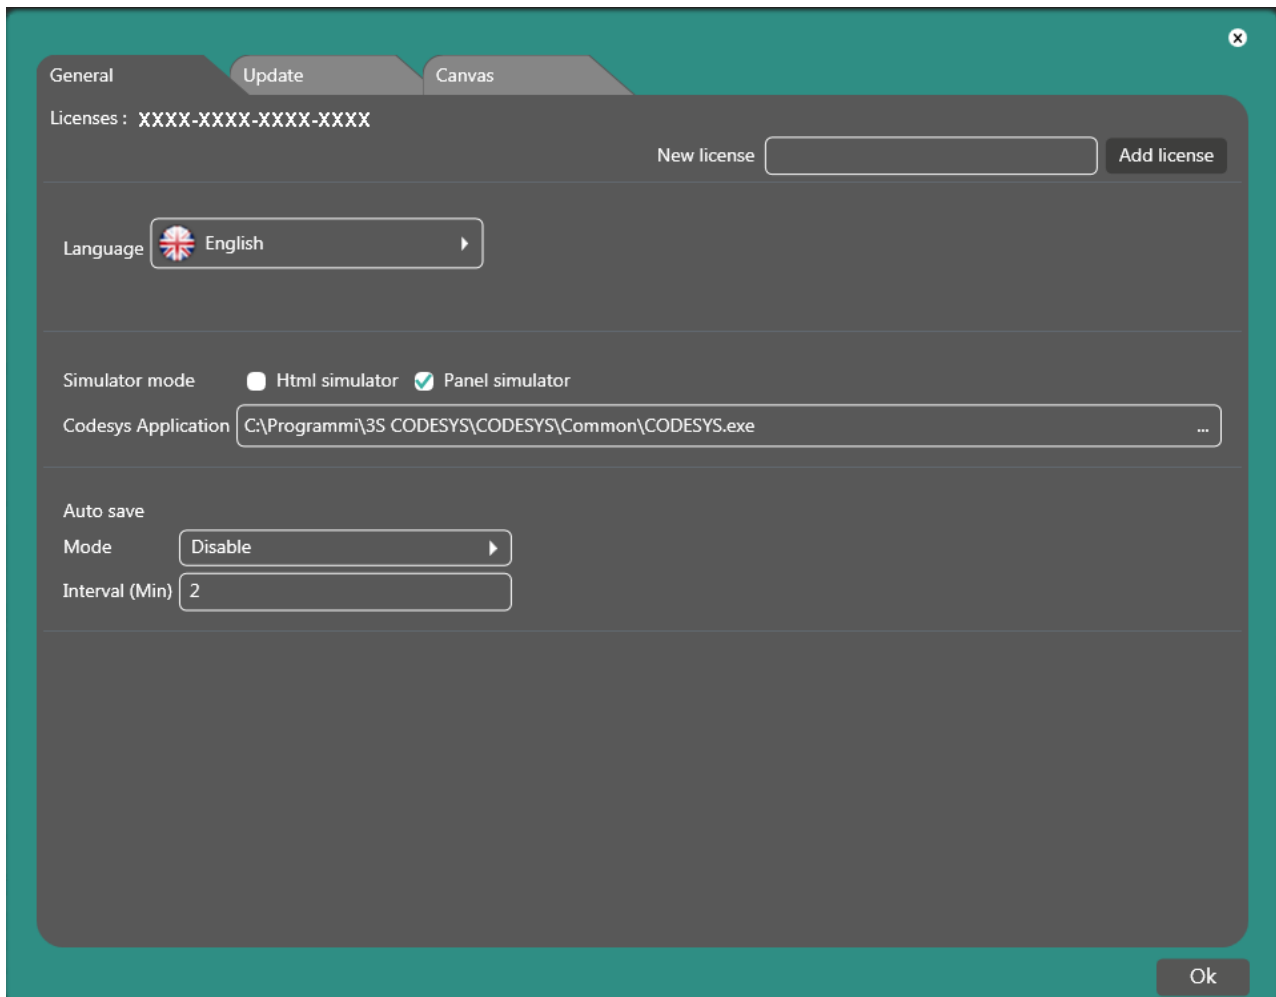 General Update Canvas
Licenses : XXXX-XXXX-XXXX-XXXX
New license Add license
Language English
Simulator mode Html simulator Panel simulator
Codesys Application C:\Programmi\3S CODESYS\CODESYS\Common\CODESYS.exe ...
Auto save
Mode Disable
Interval (Min) 2
Ok